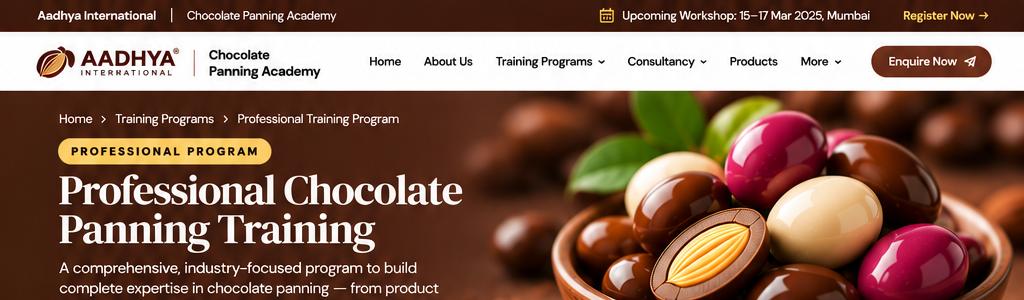 Aadhya International
Chocolate Panning Academy
Upcoming Workshop: 15–17 Mar 2025, Mumbai
Register Now →
AADHYA®
INTERNATIONAL
Chocolate
Panning Academy
Home
About Us
Training Programs
Consultancy
Products
More
Enquire Now
Home > Training Programs > Professional Training Program
PROFESSIONAL PROGRAM
Professional Chocolate
Panning Training
A comprehensive, industry-focused program to build
complete expertise in chocolate panning — from product